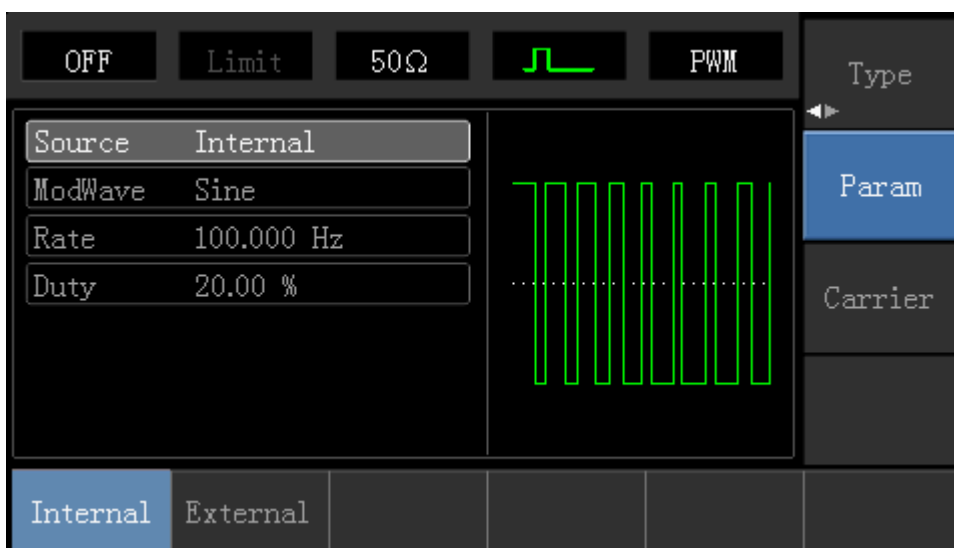 OFF Limit 50Ω PWM
Type
Source Internal
ModWave Sine
Param
Rate 100.000 Hz
Duty 20.00 %
Carrier
Internal External